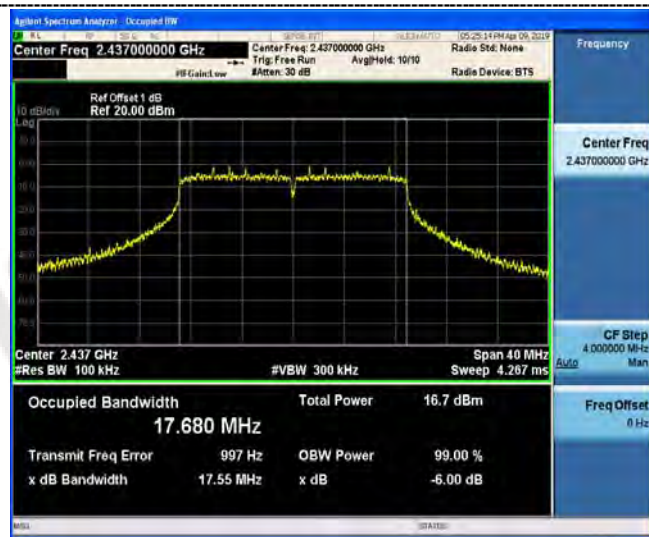 Agilent Spectrum Analyzer - Occupied BW
05:25:14 PM Apr 09, 2019
Center Freq 2.437000000 GHz
Center Freq: 2.437000000 GHz
Radio Std: None
Trig: Free Run
Avg|Hold: 10/10
#IFGain:Low
#Atten: 30 dB
Radio Device: BTS
Ref Offset 1 dB
10 dB/div
Ref 20.00 dBm
Log
Center 2.437 GHz
Span 40 MHz
#Res BW 100 kHz
#VBW 300 kHz
Sweep 4.267 ms
Occupied Bandwidth
Total Power
16.7 dBm
17.680 MHz
Transmit Freq Error
997 Hz
OBW Power
99.00 %
x dB Bandwidth
17.55 MHz
x dB
-6.00 dB
MSG
STATUS
Frequency
Center Freq
2.437000000 GHz
CF Step
4.000000 MHz
Auto
Man
Freq Offset
0 Hz